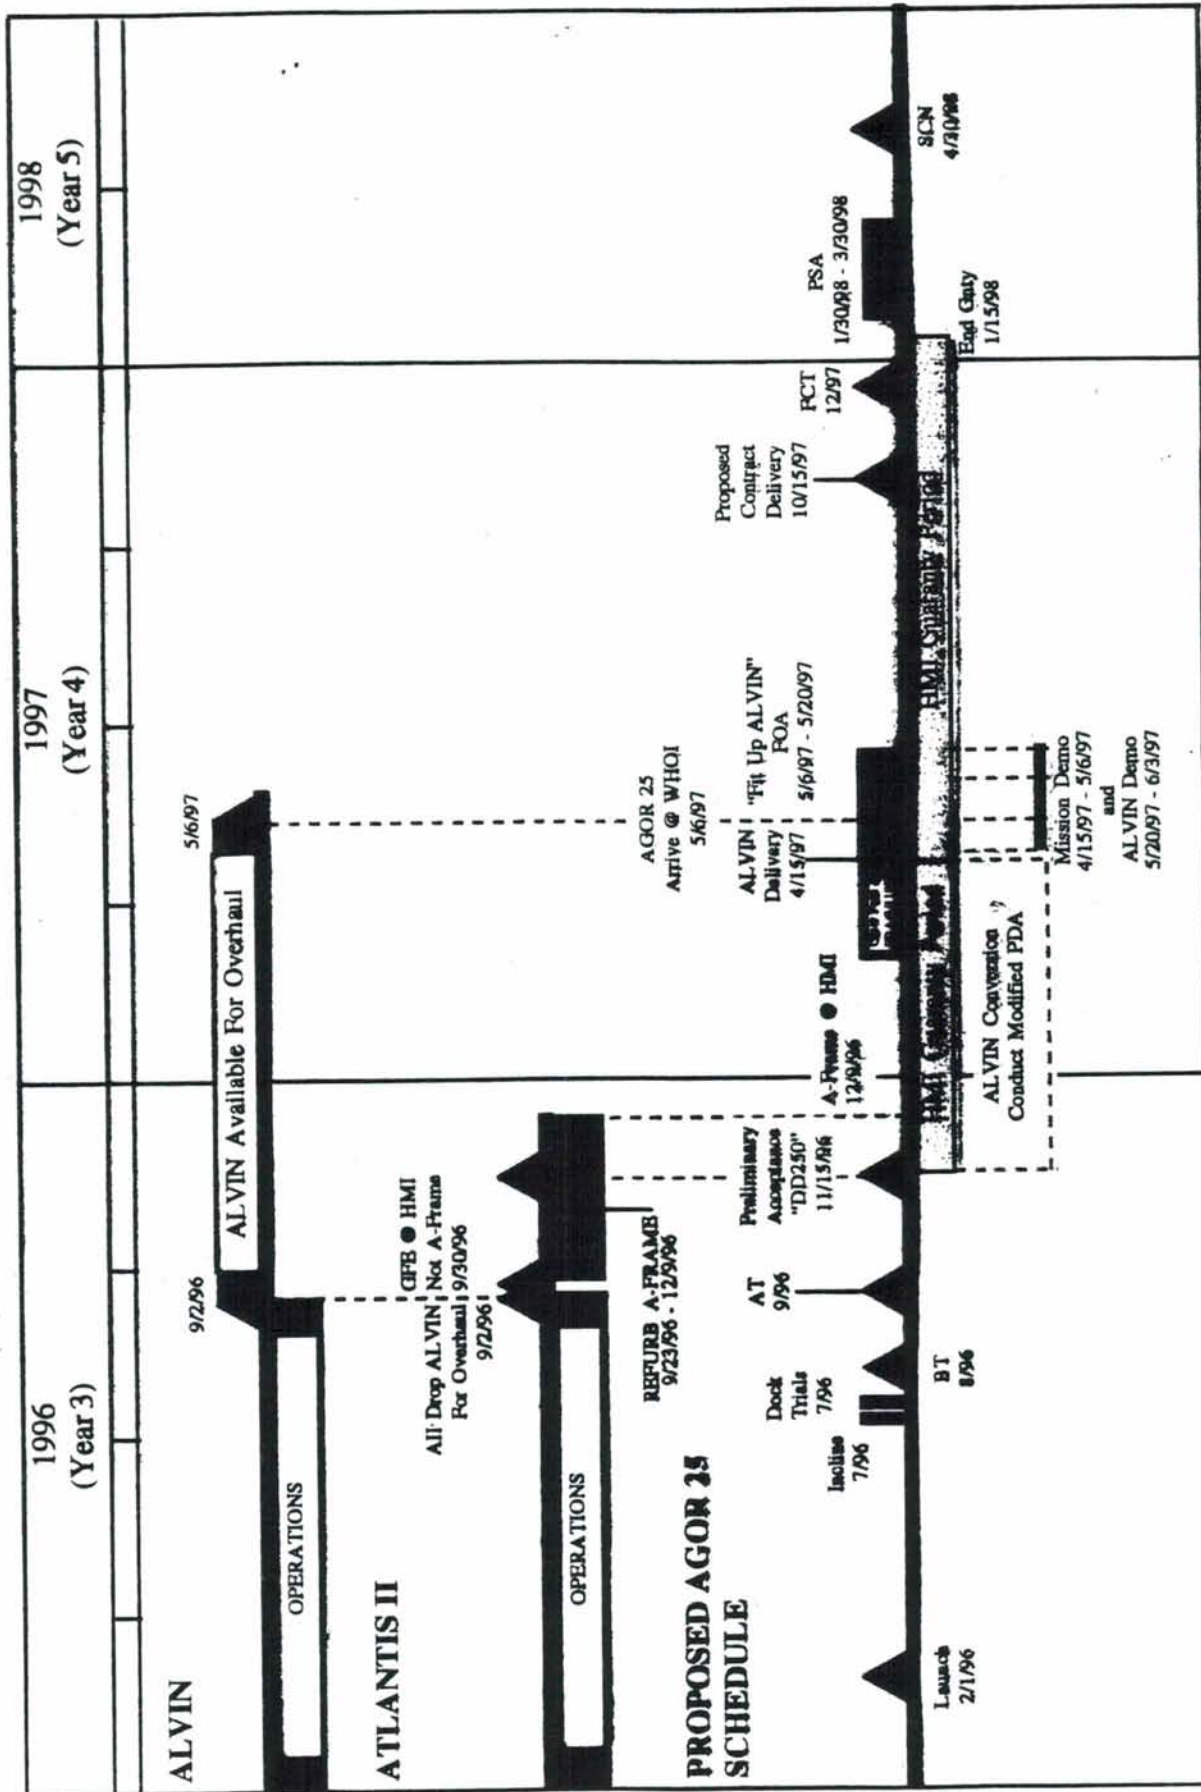 1996
(Year 3)
1997
(Year 4)
1998
(Year 5)
ALVIN
9/2/96
ALVIN Available For Overhaul
5/6/97
OPERATIONS
ATLANTIS II
AII Drop ALVIN
For Overhaul
9/2/96
GFE @ HMI
Not A-Frame
9/30/96
OPERATIONS
REFURB A-FRAME
9/23/96 - 12/9/96
PROPOSED AGOR 25
SCHEDULE
Launch
2/1/96
Incline
7/96
Dock
Trials
7/96
BT
8/96
AT
9/96
Preliminary
Acceptance
"DD250"
11/15/96
A-Frame @ HMI
12/9/96
ALVIN
Delivery
4/15/97
AGOR 25
Arrive @ WHOI
5/6/97
"Fit Up ALVIN"
FOA
5/6/97 - 5/20/97
Proposed
Contract
Delivery
10/15/97
FCT
12/97
PSA
1/30/98 - 3/30/98
SCN
4/30/98
HMI Guaranty Period
HMI Guaranty Period
End Gnty
1/15/98
ALVIN Conversion
Conduct Modified PDA
Mission Demo
4/15/97 - 5/6/97
and
ALVIN Demo
5/20/97 - 6/3/97